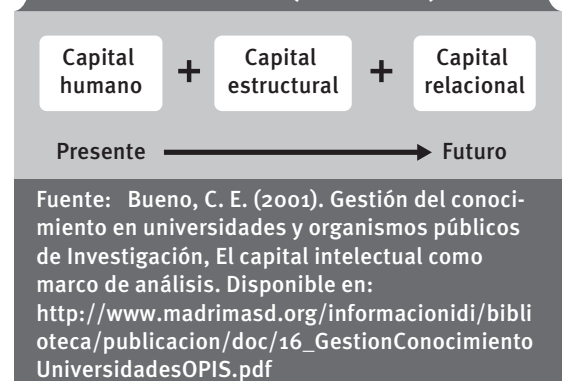 Capital humano + Capital estructural + Capital relacional
Presente Futuro
Fuente: Bueno, C. E. (2001). Gestión del conoci-
miento en universidades y organismos públicos
de Investigación, El capital intelectual como
marco de análisis. Disponible en:
http://www.madrimasd.org/informacionidi/bibli
oteca/publicacion/doc/16_GestionConocimiento
UniversidadesOPIS.pdf